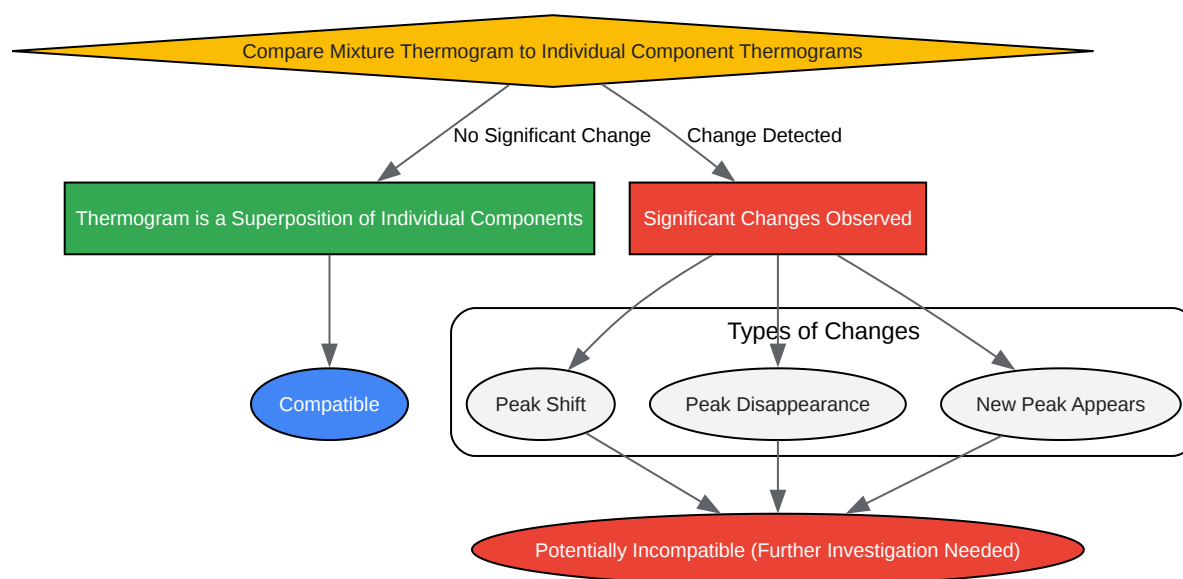 Compare Mixture Thermogram to Individual Component Thermograms
No Significant Change
Change Detected
Thermogram is a Superposition of Individual Components
Significant Changes Observed
Types of Changes
Compatible
Peak Shift
Peak Disappearance
New Peak Appears
Potentially Incompatible (Further Investigation Needed)